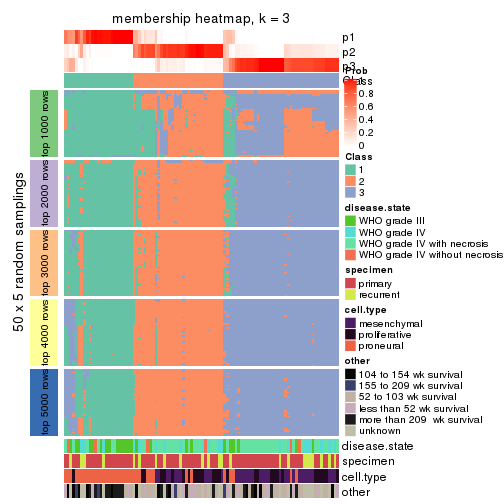 membership heatmap, k = 3
p1
p2
p3
Prob
Class
0.8
0.6
0.4
0.2
0
Class
1
2
3
disease.state
WHO grade III
WHO grade IV
WHO grade IV with necrosis
WHO grade IV without necrosis
specimen
primary
recurrent
cell.type
mesenchymal
proliferative
proneural
other
104 to 154 wk survival
155 to 209 wk survival
52 to 103 wk survival
less than 52 wk survival
more than 209 wk survival
unknown
50 x 5 random samplings
top 1000 rows
top 2000 rows
top 3000 rows
top 4000 rows
top 5000 rows
disease.state
specimen
cell.type
other